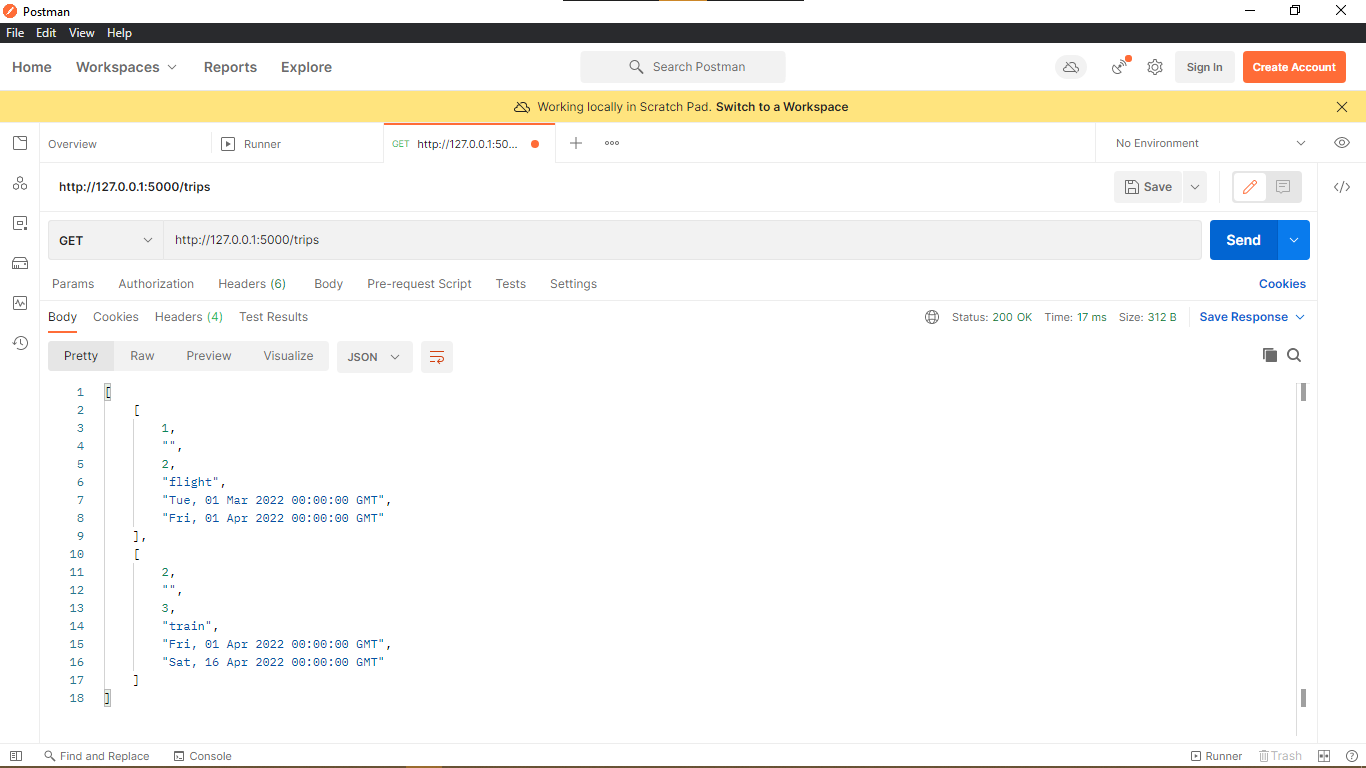 Postman
File Edit View Help
Home Workspaces Reports Explore Search Postman Sign In Create Account
Working locally in Scratch Pad. Switch to a Workspace
Overview Runner GET http://127.0.0.1:50... No Environment
http://127.0.0.1:5000/trips Save
GET http://127.0.0.1:5000/trips Send
Params Authorization Headers (6) Body Pre-request Script Tests Settings Cookies
Body Cookies Headers (4) Test Results Status: 200 OK Time: 17 ms Size: 312 B Save Response
Pretty Raw Preview Visualize JSON
1 [
2 [
3 1,
4 "",
5 2,
6 "flight",
7 "Tue, 01 Mar 2022 00:00:00 GMT",
8 "Fri, 01 Apr 2022 00:00:00 GMT"
9 ],
10 [
11 2,
12 "",
13 3,
14 "train",
15 "Fri, 01 Apr 2022 00:00:00 GMT",
16 "Sat, 16 Apr 2022 00:00:00 GMT"
17 ]
18 ]
Find and Replace Console Runner Trash